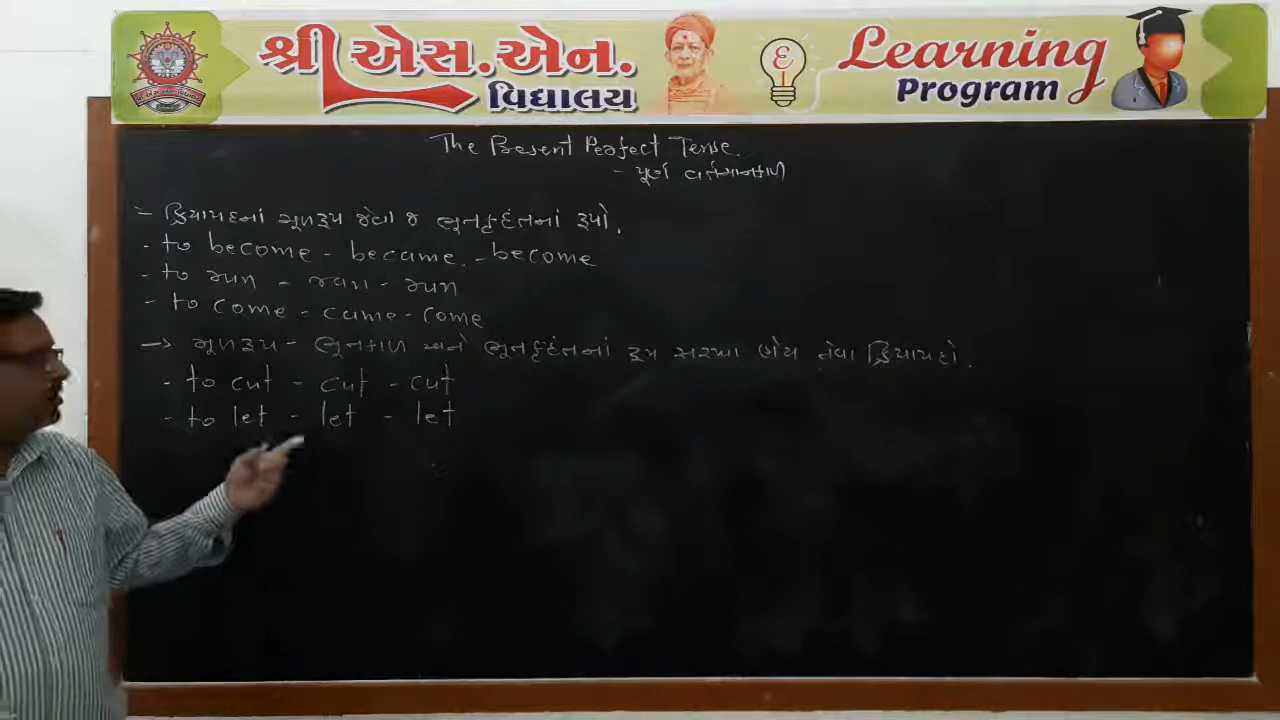 શ્રી એસ.એન.
વિદ્યાલય
Learning
Program
The Present Perfect Tense.
- પૂર્ણ વર્તમાનકાળ
- ક્રિયાપદનાં મૂળરૂપ જેવા જ ભૂતકૃદંતનાં રૂપો.
- to become - became. - become
- to run - ran - run
- to come - came - come
→ મૂળરૂપ - ભૂતકાળ અને ભૂતકૃદંતનાં રૂપ સરખા હોય તેવા ક્રિયાપદો.
- to cut - cut - cut
- to let - let - let